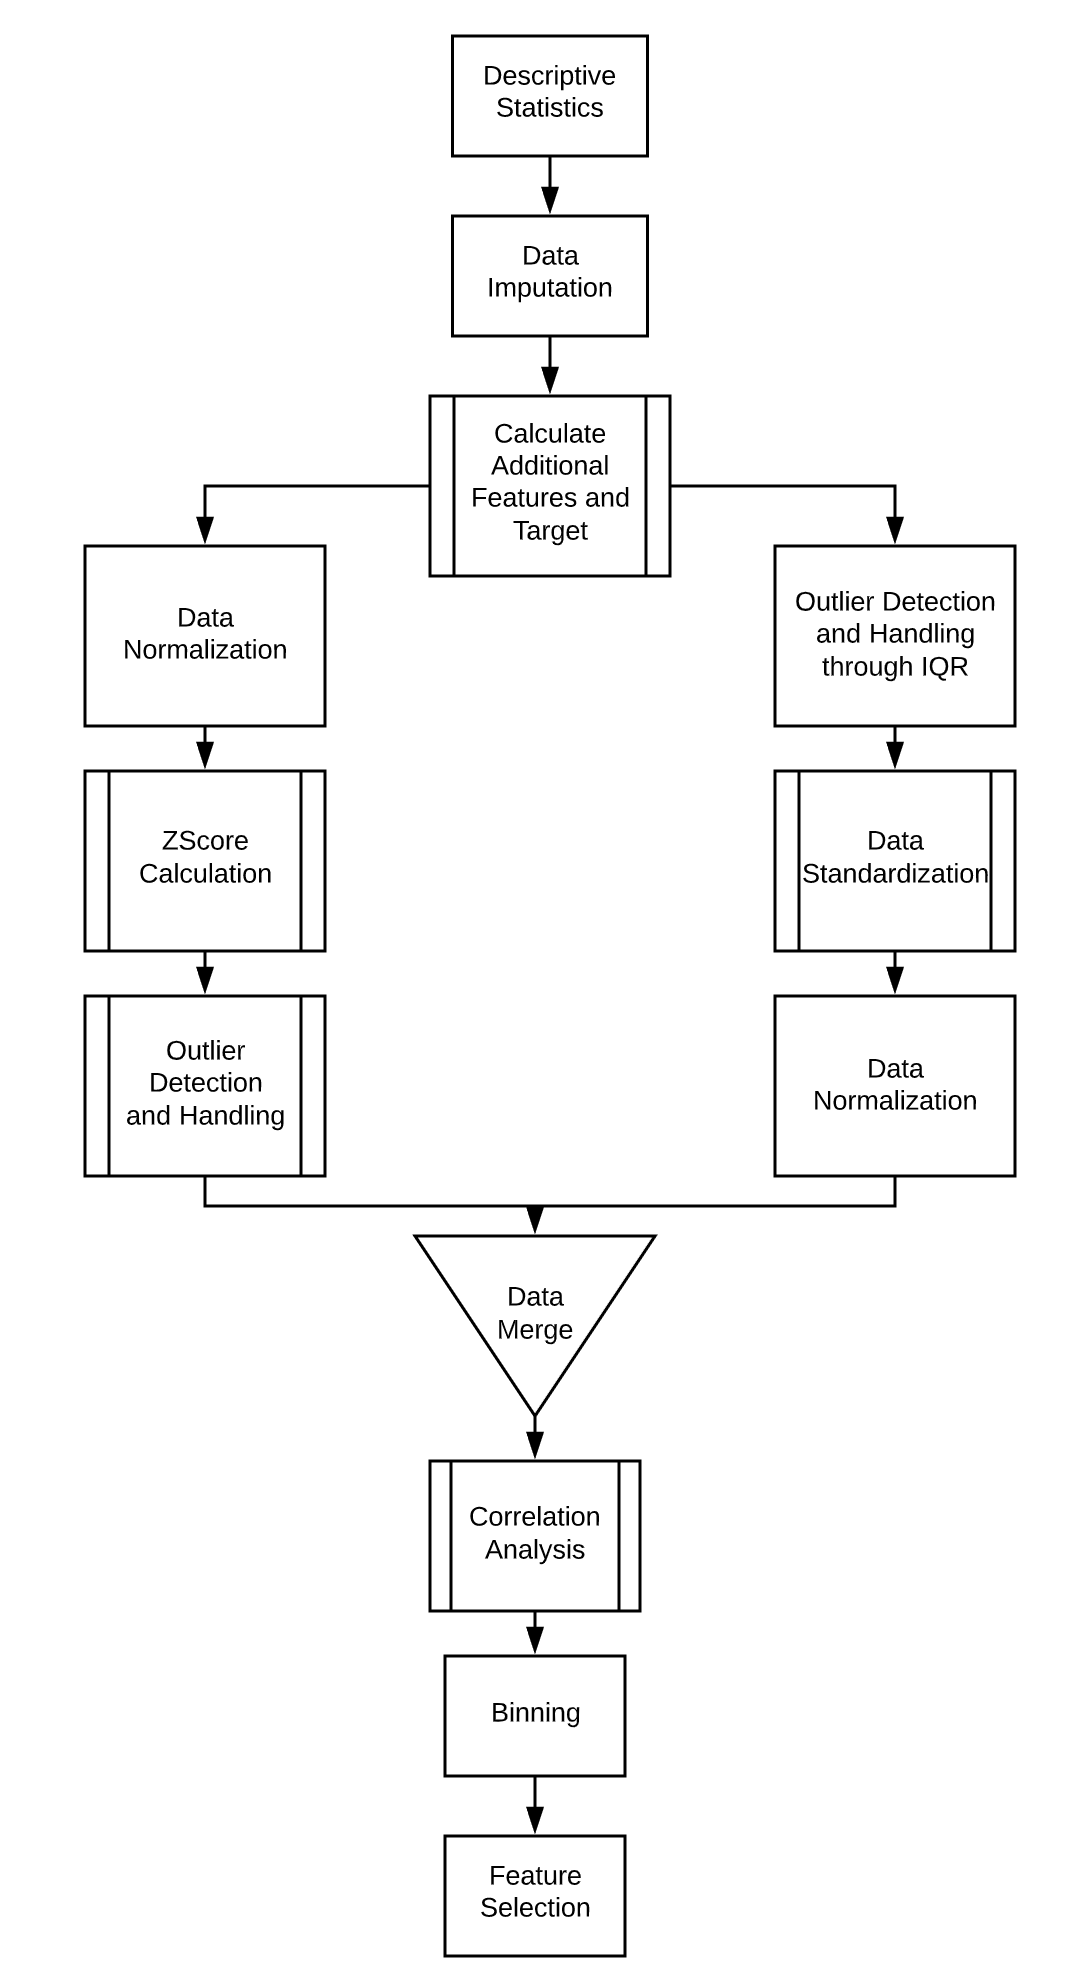 Descriptive
Statistics
Data
Imputation
Calculate
Additional
Features and
Target
Data
Normalization
Outlier Detection
and Handling
through IQR
ZScore
Calculation
Data
Standardization
Outlier
Detection
and Handling
Data
Normalization
Data
Merge
Correlation
Analysis
Binning
Feature
Selection